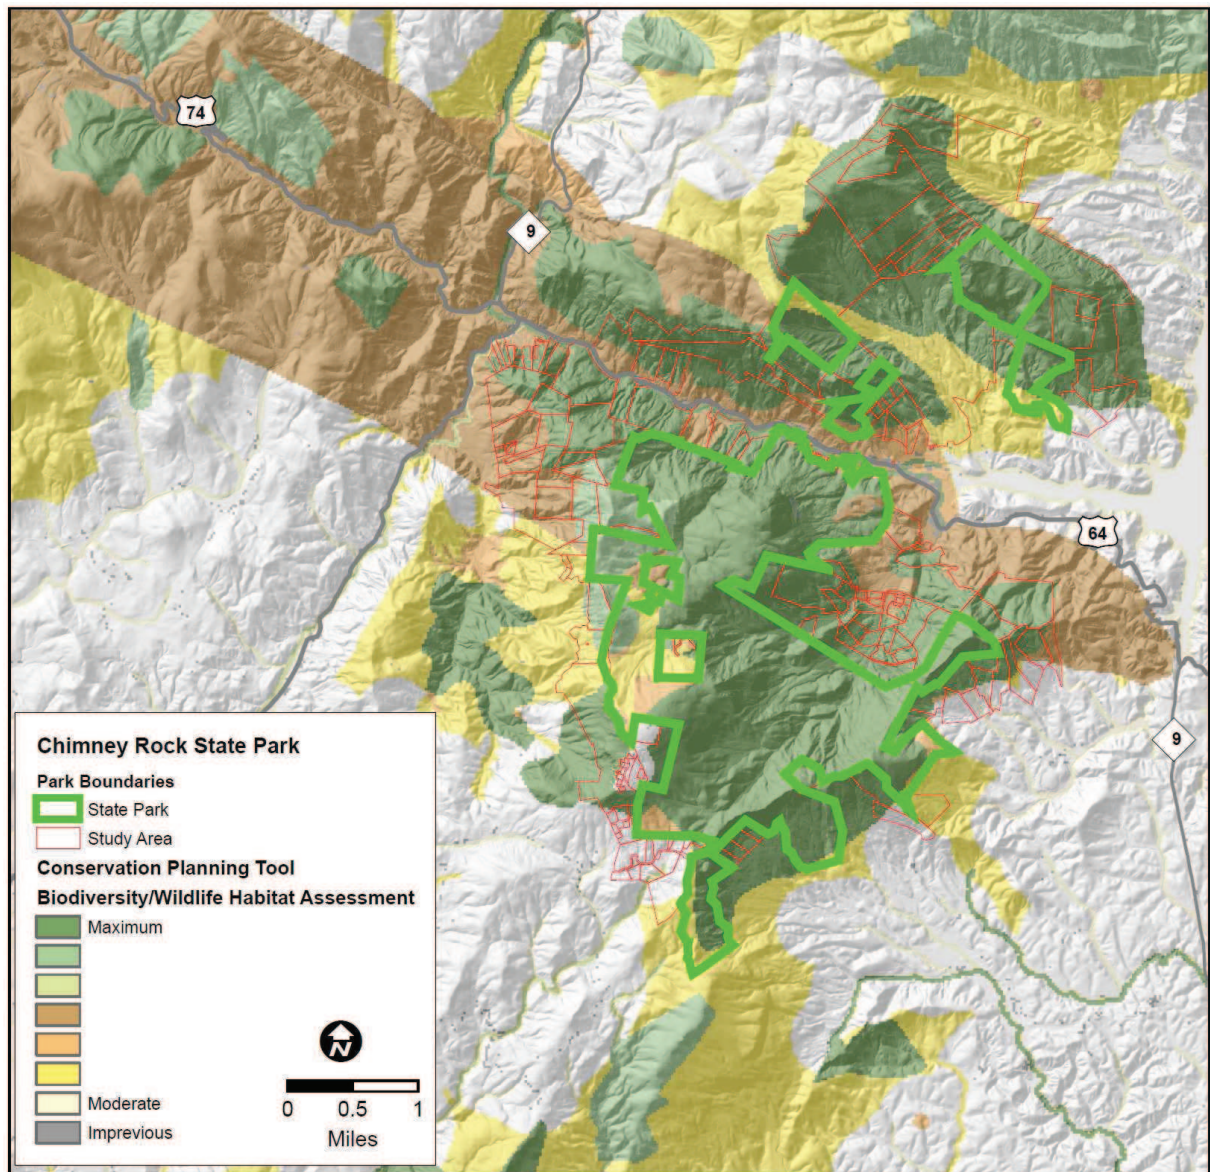 74
9
64
9
Chimney Rock State Park
Park Boundaries
State Park
Study Area
Conservation Planning Tool
Biodiversity/Wildlife Habitat Assessment
Maximum
Moderate
Imprevious
N
0 0.5 1
Miles